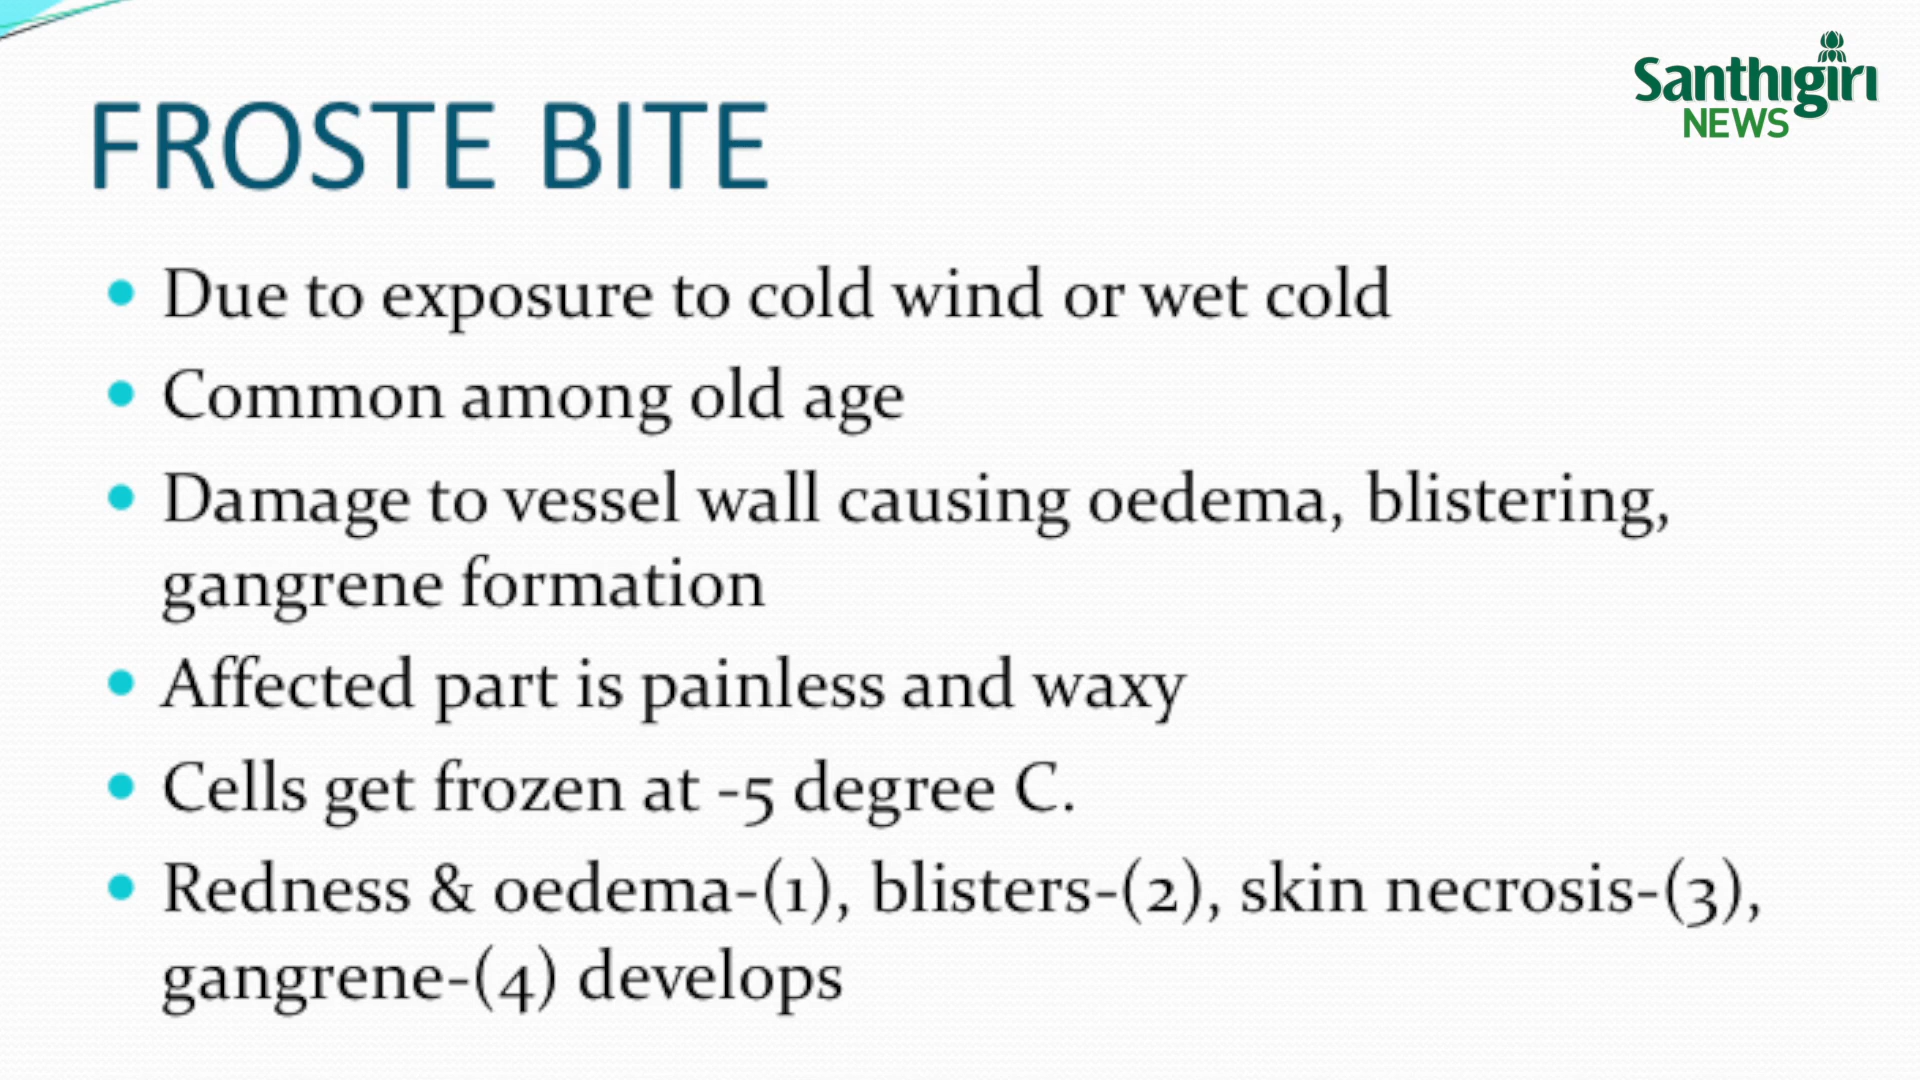 Santhigiri
NEWS
FROSTE BITE
• Due to exposure to cold wind or wet cold
• Common among old age
• Damage to vessel wall causing oedema, blistering,
gangrene formation
• Affected part is painless and waxy
• Cells get frozen at -5 degree C.
• Redness & oedema-(1), blisters-(2), skin necrosis-(3),
gangrene-(4) develops